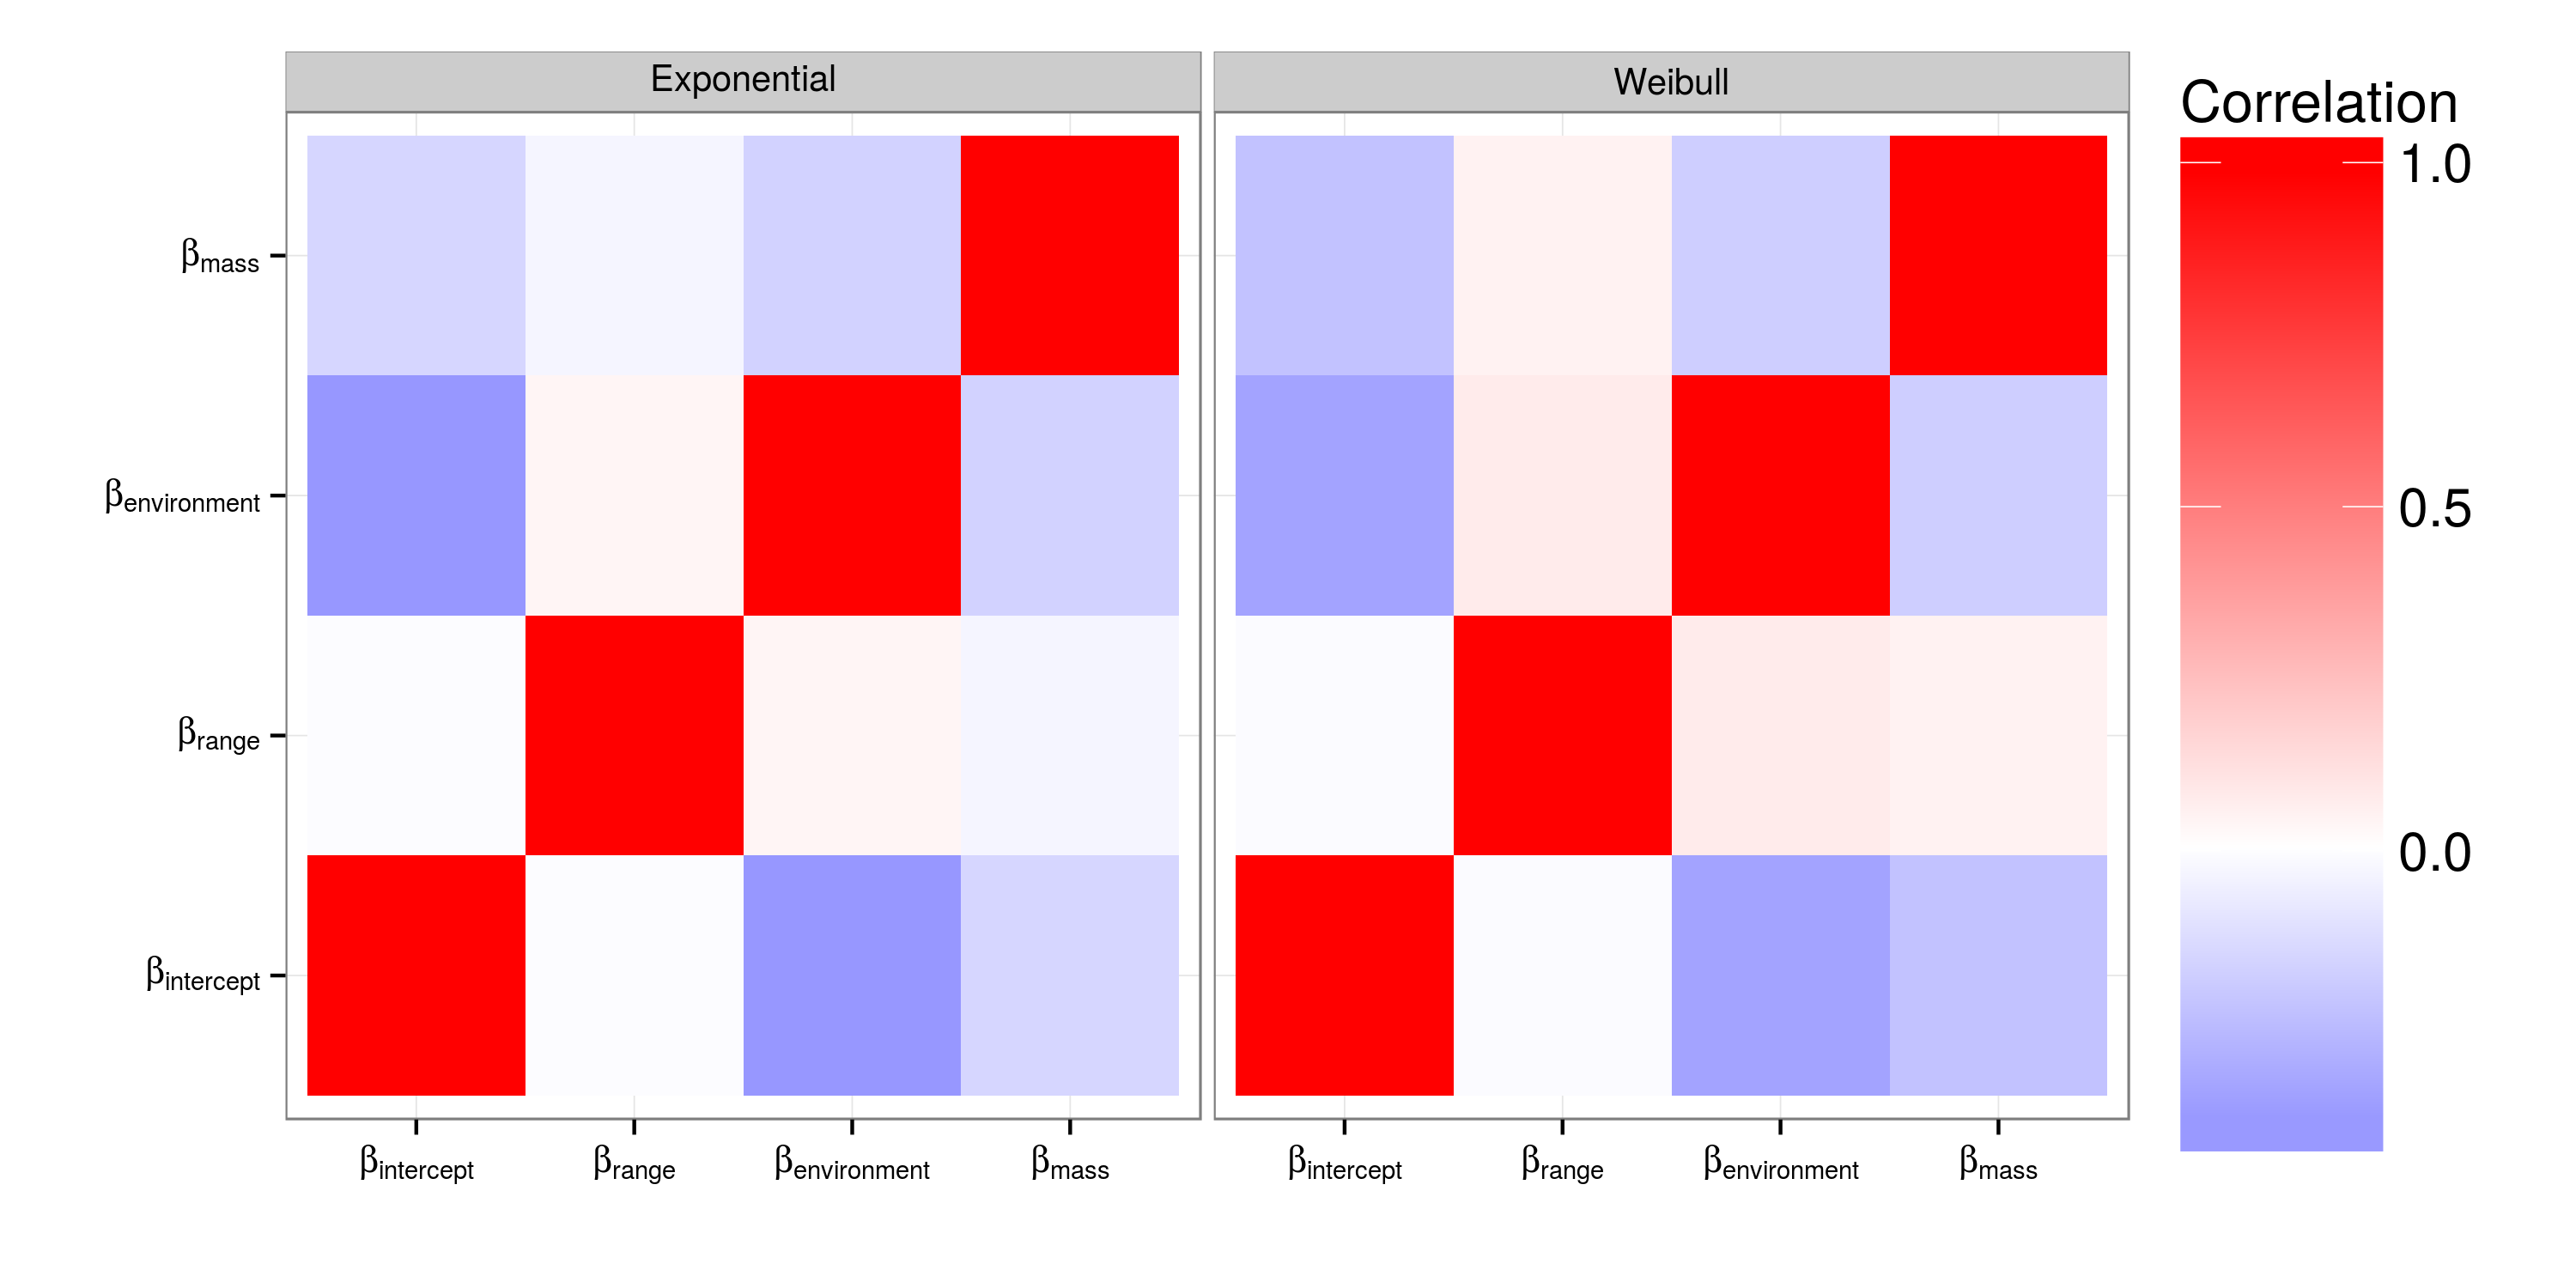 Exponential
Weibull
Correlation
1.0
0.5
0.0
βmass
βenvironment
βrange
βintercept
βintercept βrange βenvironment βmass
βintercept βrange βenvironment βmass